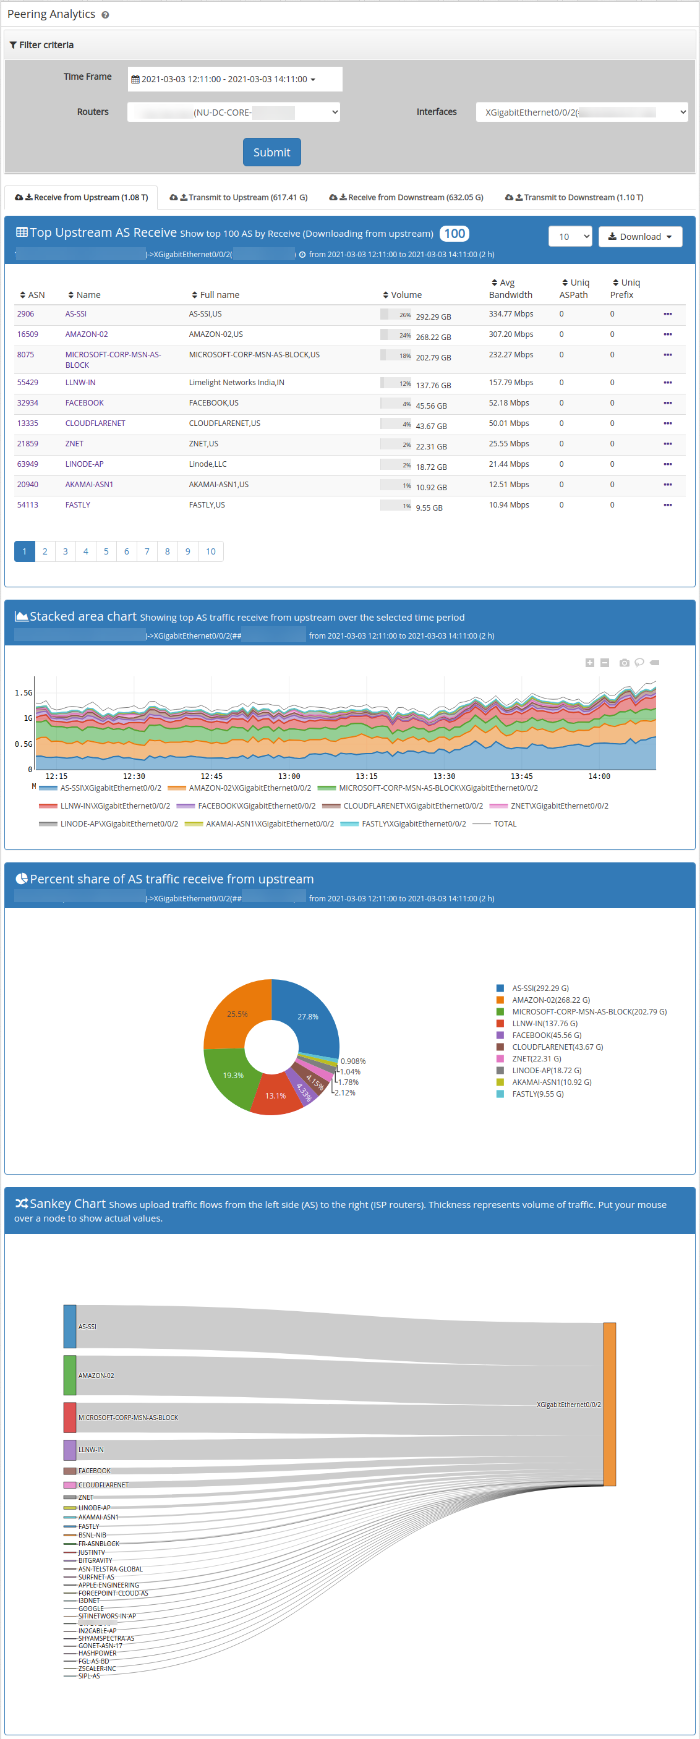 Peering Analytics
Filter criteria
Time Frame
2021-03-03 12:11:00 - 2021-03-03 14:11:00
Routers
(NU-DC-CORE-
Interfaces
XGigabitEthernet0/0/2(
Submit
Receive from Upstream (1.08 T)
Transmit to Upstream (617.41 G)
Receive from Downstream (632.05 G)
Transmit to Downstream (1.10 T)
Top Upstream AS Receive Show top 100 AS by Receive (Downloading from upstream) 100
10
Download
)->XGigabitEthernet0/0/2( ) from 2021-03-03 12:11:00 to 2021-03-03 14:11:00 (2 h)
ASN Name Full name Volume Avg Bandwidth Uniq ASPath Uniq Prefix
2906 AS-SSI AS-SSI,US 26% 292.29 GB 334.77 Mbps 0 0
16509 AMAZON-02 AMAZON-02,US 24% 268.22 GB 307.20 Mbps 0 0
8075 MICROSOFT-CORP-MSN-AS-BLOCK MICROSOFT-CORP-MSN-AS-BLOCK,US 18% 202.79 GB 232.27 Mbps 0 0
55429 LLNW-IN Limelight Networks India,IN 12% 137.76 GB 157.79 Mbps 0 0
32934 FACEBOOK FACEBOOK,US 4% 45.56 GB 52.18 Mbps 0 0
13335 CLOUDFLARENET CLOUDFLARENET,US 4% 43.67 GB 50.01 Mbps 0 0
21859 ZNET ZNET,US 2% 22.31 GB 25.55 Mbps 0 0
63949 LINODE-AP Linode,LLC 2% 18.72 GB 21.44 Mbps 0 0
20940 AKAMAI-ASN1 AKAMAI-ASN1,US 1% 10.92 GB 12.51 Mbps 0 0
54113 FASTLY FASTLY,US 1% 9.55 GB 10.94 Mbps 0 0
1 2 3 4 5 6 7 8 9 10
Stacked area chart Showing top AS traffic receive from upstream over the selected time period
)->XGigabitEthernet0/0/2(## from 2021-03-03 12:11:00 to 2021-03-03 14:11:00 (2 h)
1.5G
1G
0.5G
0
12:15 12:30 12:45 13:00 13:15 13:30 13:45 14:00
M
AS-SSI\XGigabitEthernet0/0/2 AMAZON-02\XGigabitEthernet0/0/2 MICROSOFT-CORP-MSN-AS-BLOCK\XGigabitEthernet0/0/2
LLNW-IN\XGigabitEthernet0/0/2 FACEBOOK\XGigabitEthernet0/0/2 CLOUDFLARENET\XGigabitEthernet0/0/2 ZNET\XGigabitEthernet0/0/2
LINODE-AP\XGigabitEthernet0/0/2 AKAMAI-ASN1\XGigabitEthernet0/0/2 FASTLY\XGigabitEthernet0/0/2 TOTAL
Percent share of AS traffic receive from upstream
)->XGigabitEthernet0/0/2(## from 2021-03-03 12:11:00 to 2021-03-03 14:11:00 (2 h)
27.8%
25.5%
19.3%
13.1%
4.33%
4.15%
0.908%
1.04%
1.78%
2.12%
AS-SSI(292.29 G)
AMAZON-02(268.22 G)
MICROSOFT-CORP-MSN-AS-BLOCK(202.79 G)
LLNW-IN(137.76 G)
FACEBOOK(45.56 G)
CLOUDFLARENET(43.67 G)
ZNET(22.31 G)
LINODE-AP(18.72 G)
AKAMAI-ASN1(10.92 G)
FASTLY(9.55 G)
Sankey Chart Shows upload traffic flows from the left side (AS) to the right (ISP routers). Thickness represents volume of traffic. Put your mouse
over a node to show actual values.
AS-SSI
AMAZON-02
XGigabitEthernet0/0/2
MICROSOFT-CORP-MSN-AS-BLOCK
LLNW-IN
FACEBOOK
CLOUDFLARENET
ZNET
LINODE-AP
AKAMAI-ASN1
FASTLY
BSNL-NIB
FR-ASNBLOCK
JUSTINTV
BITGRAVITY
ASN-TELSTRA-GLOBAL
SURFNET-AS
APPLE-ENGINEERING
FORCEPOINT-CLOUD-AS
I3DNET
GOOGLE
SITINETWORS-IN-AP
IN2CABLE-AP
SHYAMSPECTRA-AS
GONET-ASN-17
HASHPOWER
FGL-AS-BD
ZSCALER-INC
SIPL-AS